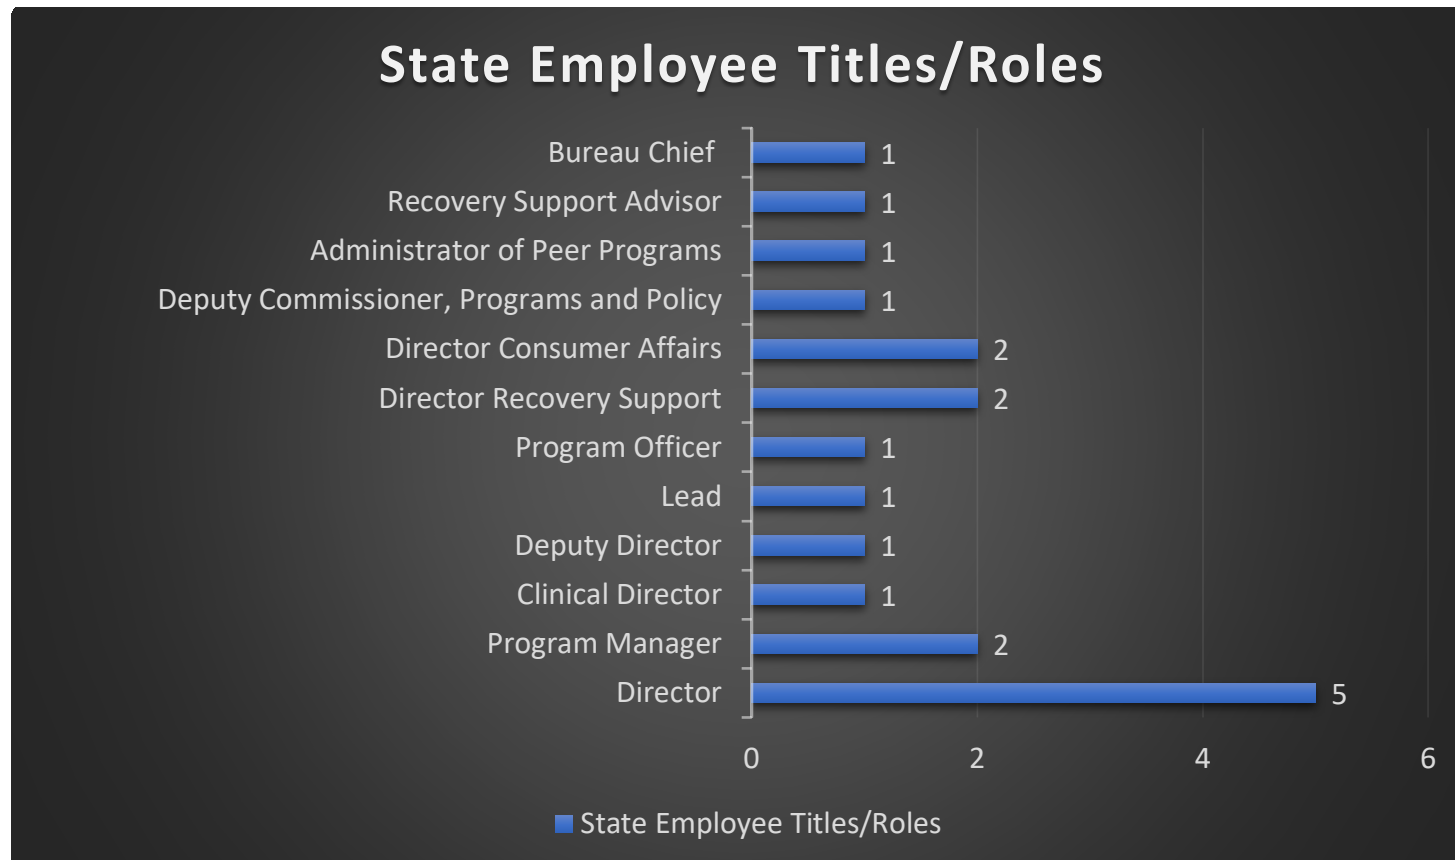 State Employee Titles/Roles
Bureau Chief 1
Recovery Support Advisor 1
Administrator of Peer Programs 1
Deputy Commissioner, Programs and Policy 1
Director Consumer Affairs 2
Director Recovery Support 2
Program Officer 1
Lead 1
Deputy Director 1
Clinical Director 1
Program Manager 2
Director 5
0 2 4 6
State Employee Titles/Roles